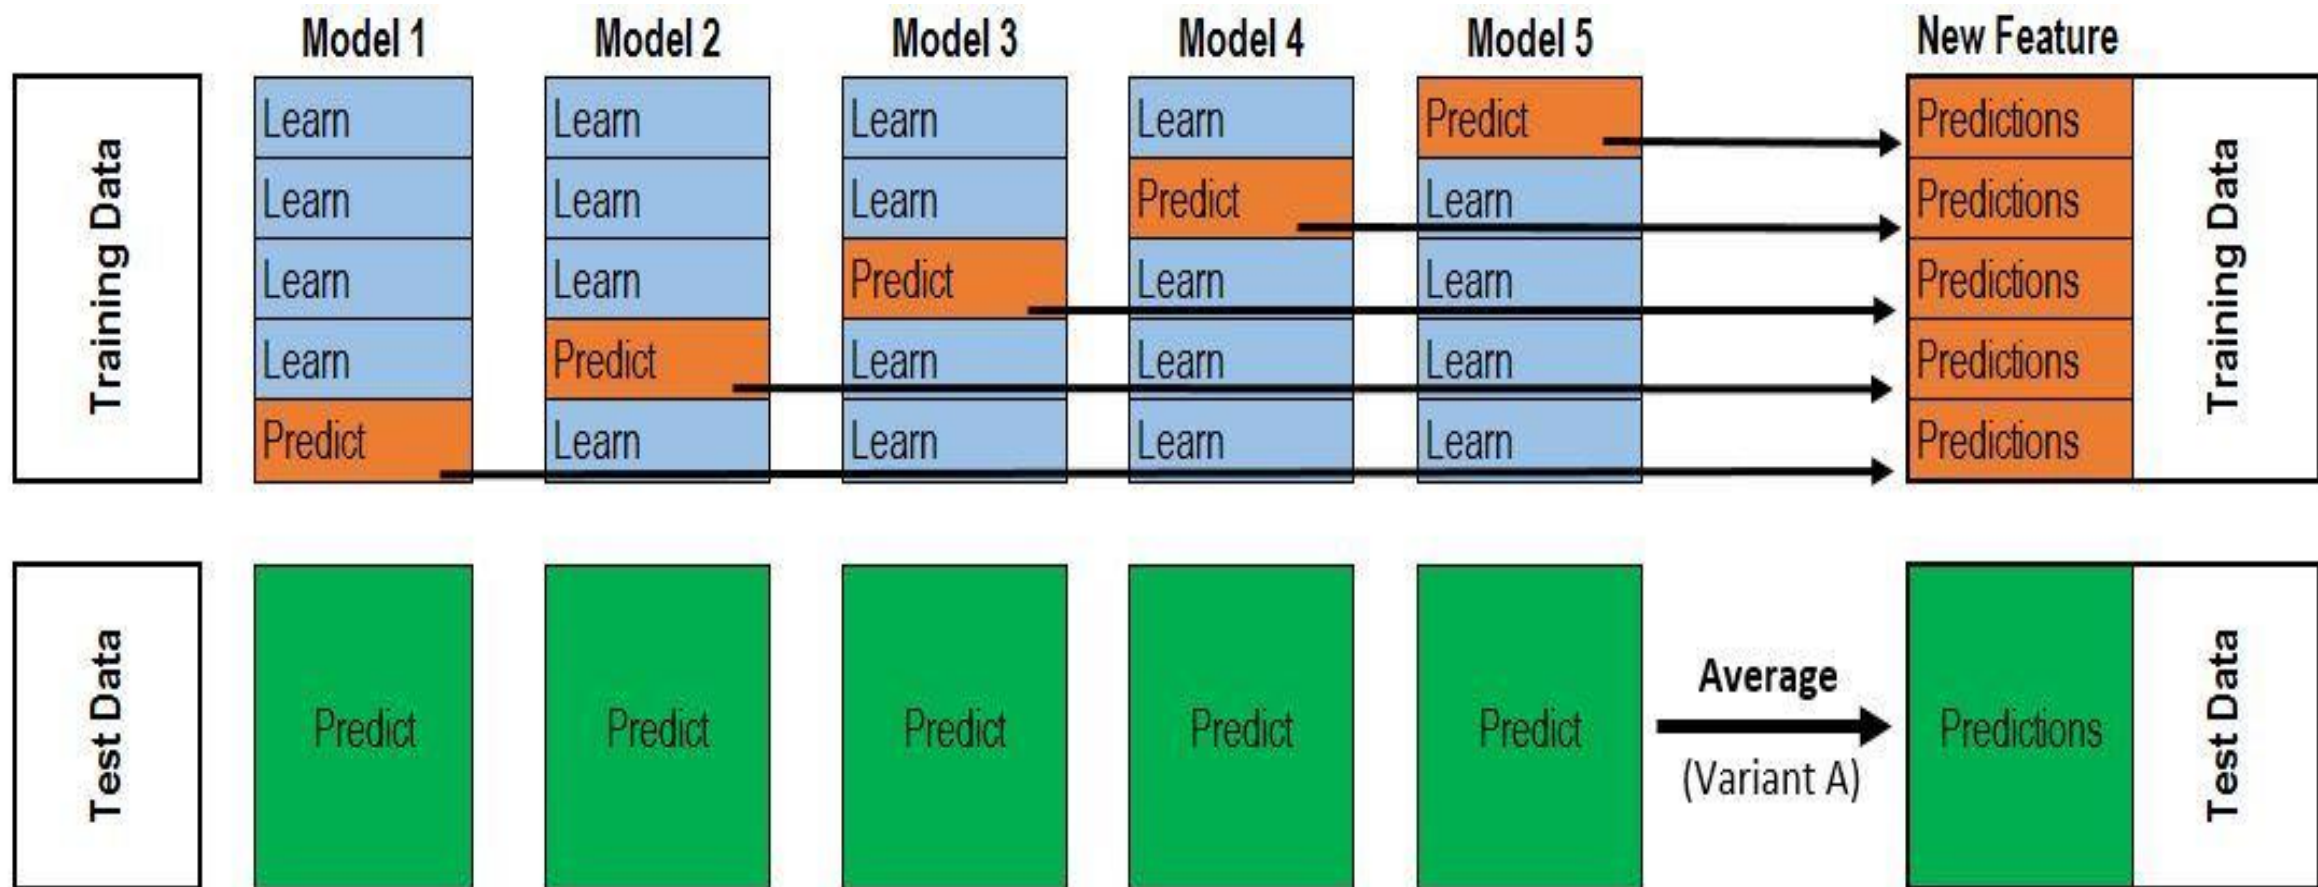 Model 1 Model 2 Model 3 Model 4 Model 5 New Feature
Training Data
Learn Learn Learn Learn Predict Predictions
Learn Learn Learn Predict Learn Predictions
Learn Learn Predict Learn Learn Predictions
Learn Predict Learn Learn Learn Predictions
Predict Learn Learn Learn Learn Predictions
Training Data
Test Data
Predict Predict Predict Predict Predict
Average
(Variant A)
Predictions
Test Data